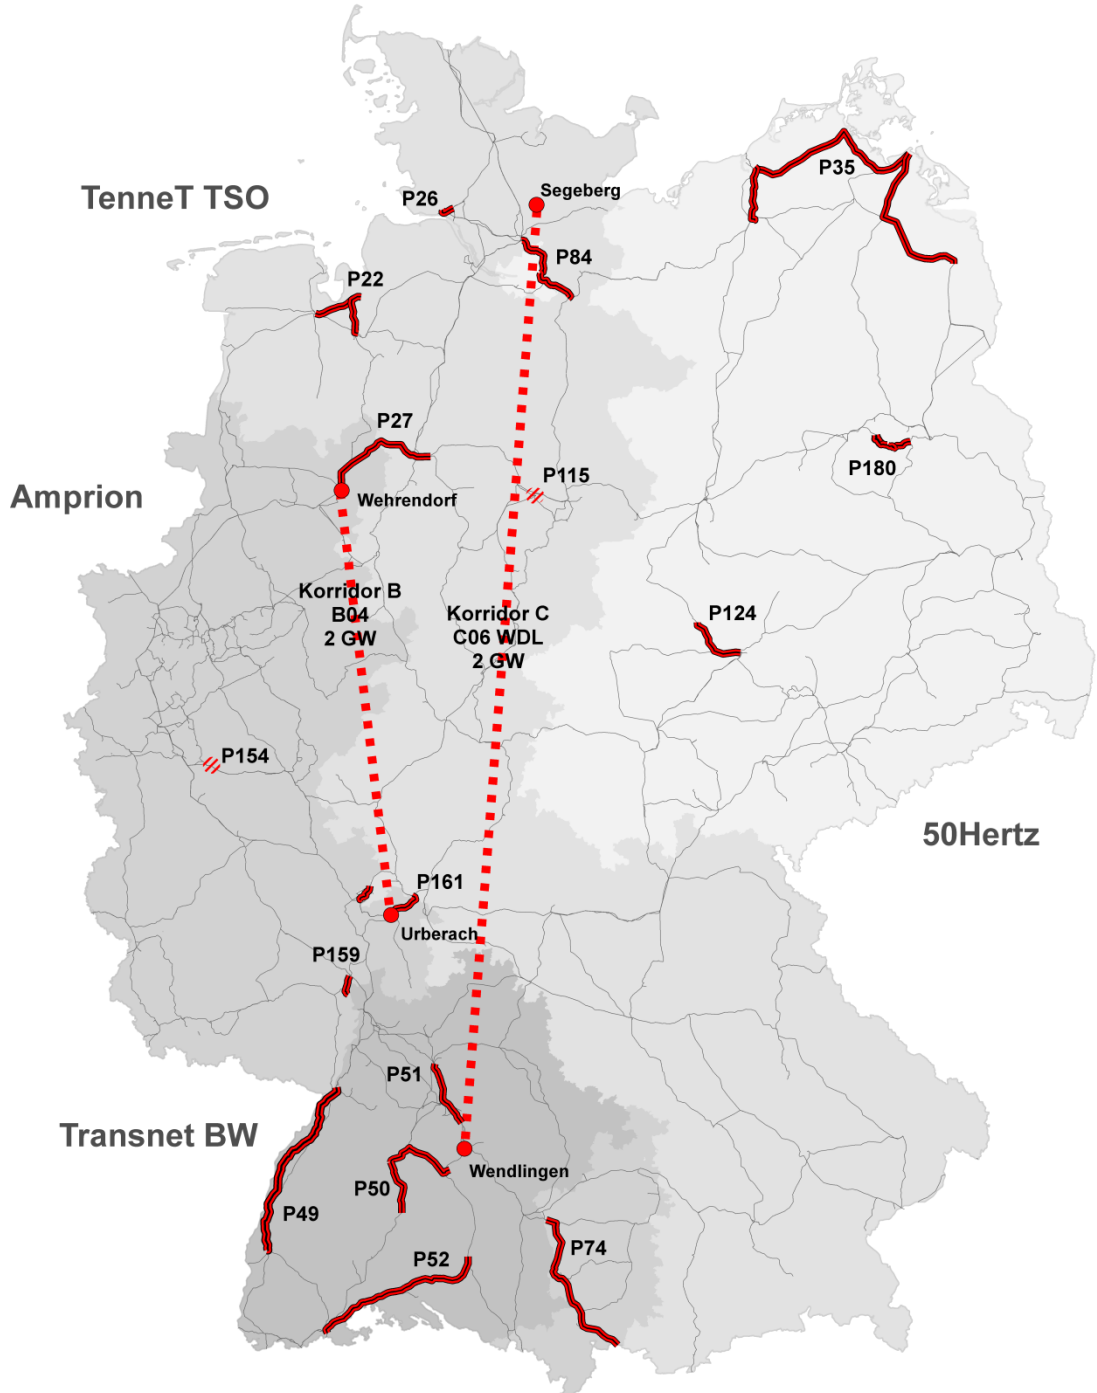 P35
Segeberg
TenneT TSO
P26
P84
P22
P27
P180
P115
Amprion
Wehrendorf
Korridor B
B04
2 GW
Korridor C
C06 WDL
2 GW
P124
P154
50Hertz
P161
Urberach
P159
P51
Transnet BW
Wendlingen
P50
P49
P74
P52